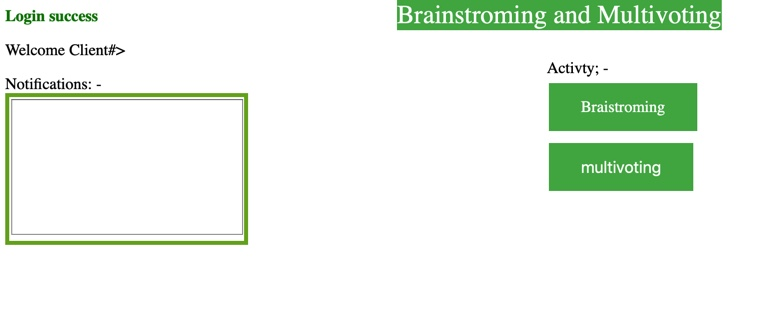 Login success
Brainstroming and Multivoting
Welcome Client#>
Activty; -
Notifications: -
Braistroming
multivoting